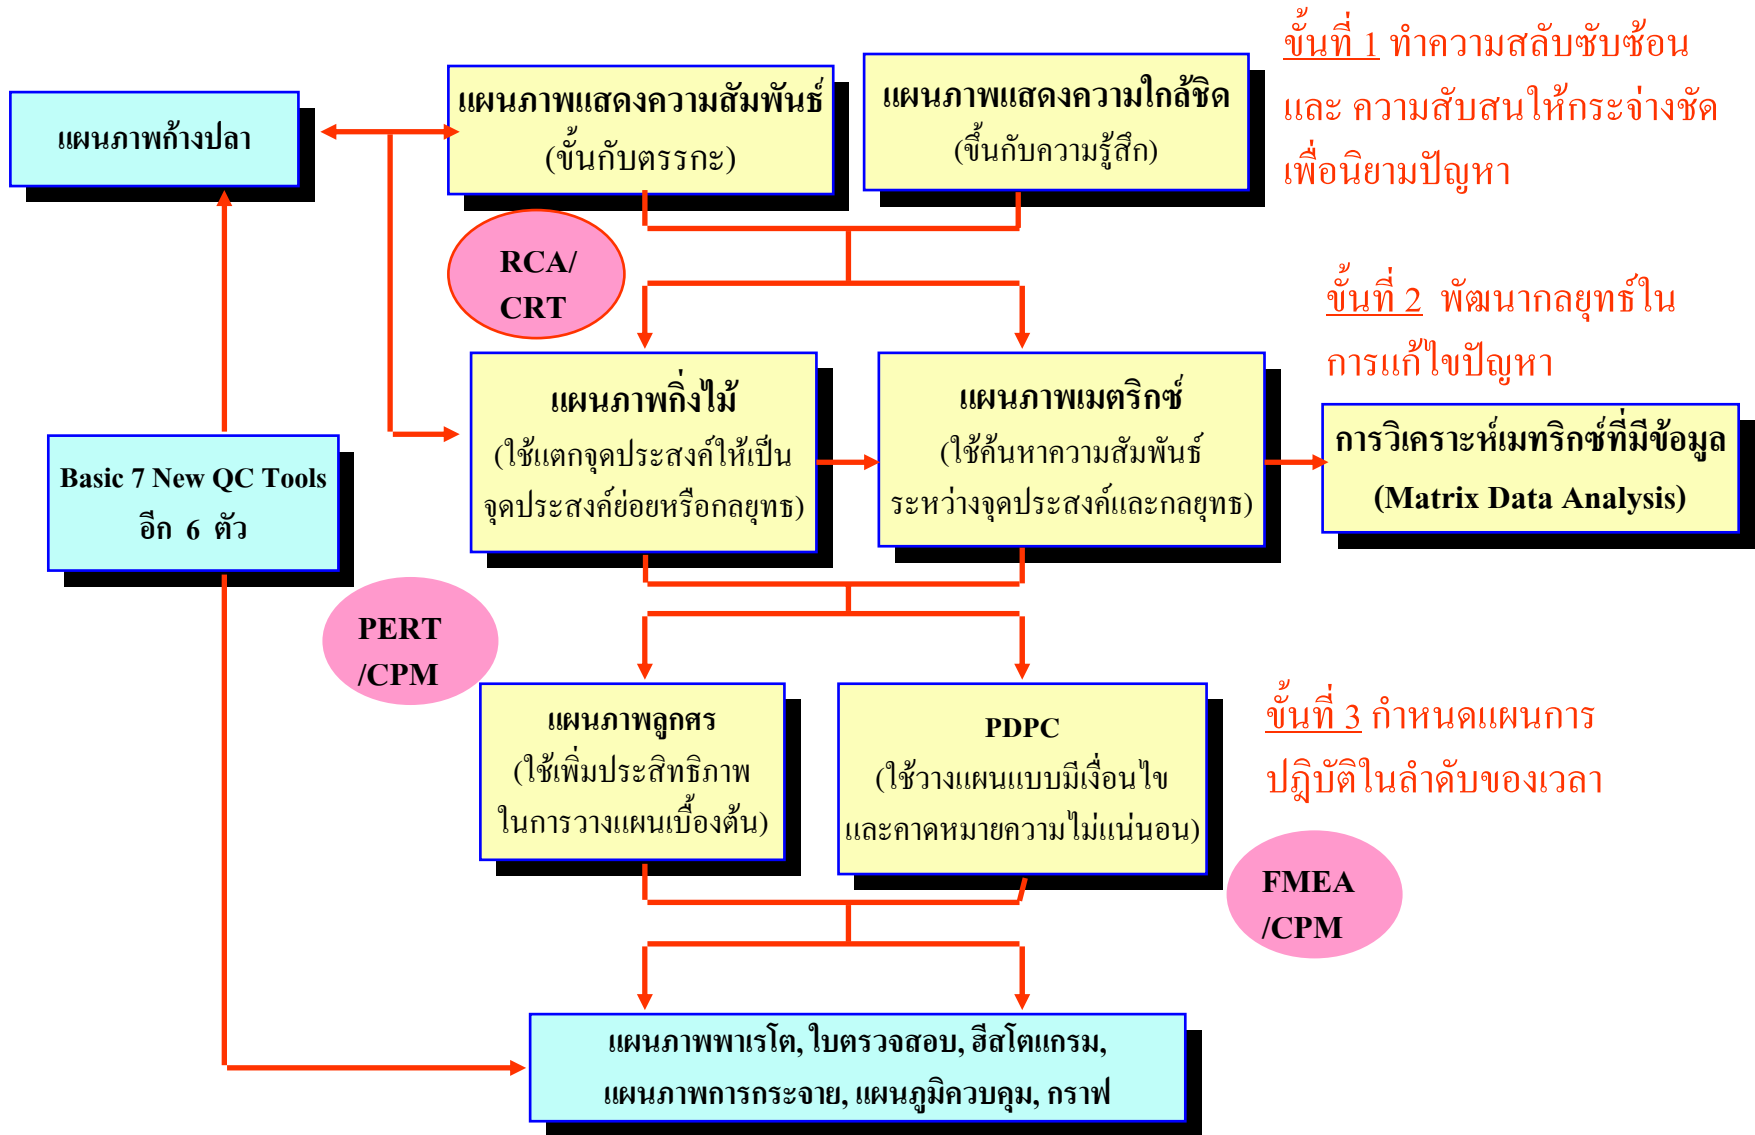 แผนภาพก้างปลา
แผนภาพแสดงความสัมพันธ์
(ขั้นกับตรรกะ)
แผนภาพแสดงความใกล้ชิด
(ขึ้นกับความรู้สึก)
ขั้นที่ 1 ทำความสลับซับซ้อน
และ ความสับสนให้กระจ่างชัด
เพื่อนิยามปัญหา
RCA/
CRT
ขั้นที่ 2 พัฒนากลยุทธ์ใน
การแก้ไขปัญหา
แผนภาพกิ่งไม้
(ใช้แตกจุดประสงค์ให้เป็น
จุดประสงค์ย่อยหรือกลยุทธ)
แผนภาพเมตริกซ์
(ใช้ค้นหาความสัมพันธ์
ระหว่างจุดประสงค์และกลยุทธ)
การวิเคราะห์เมทริกซ์ที่มีข้อมูล
(Matrix Data Analysis)
Basic 7 New QC Tools
อีก 6 ตัว
PERT
/CPM
แผนภาพลูกศร
(ใช้เพิ่มประสิทธิภาพ
ในการวางแผนเบื้องต้น)
PDPC
(ใช้วางแผนแบบมีเงื่อนไข
และคาดหมายความไม่แน่นอน)
ขั้นที่ 3 กำหนดแผนการ
ปฎิบัติในลำดับของเวลา
FMEA
/CPM
แผนภาพพาเรโต, ใบตรวจสอบ, ฮีสโตแกรม,
แผนภาพการกระจาย, แผนภูมิควบคุม, กราฟ